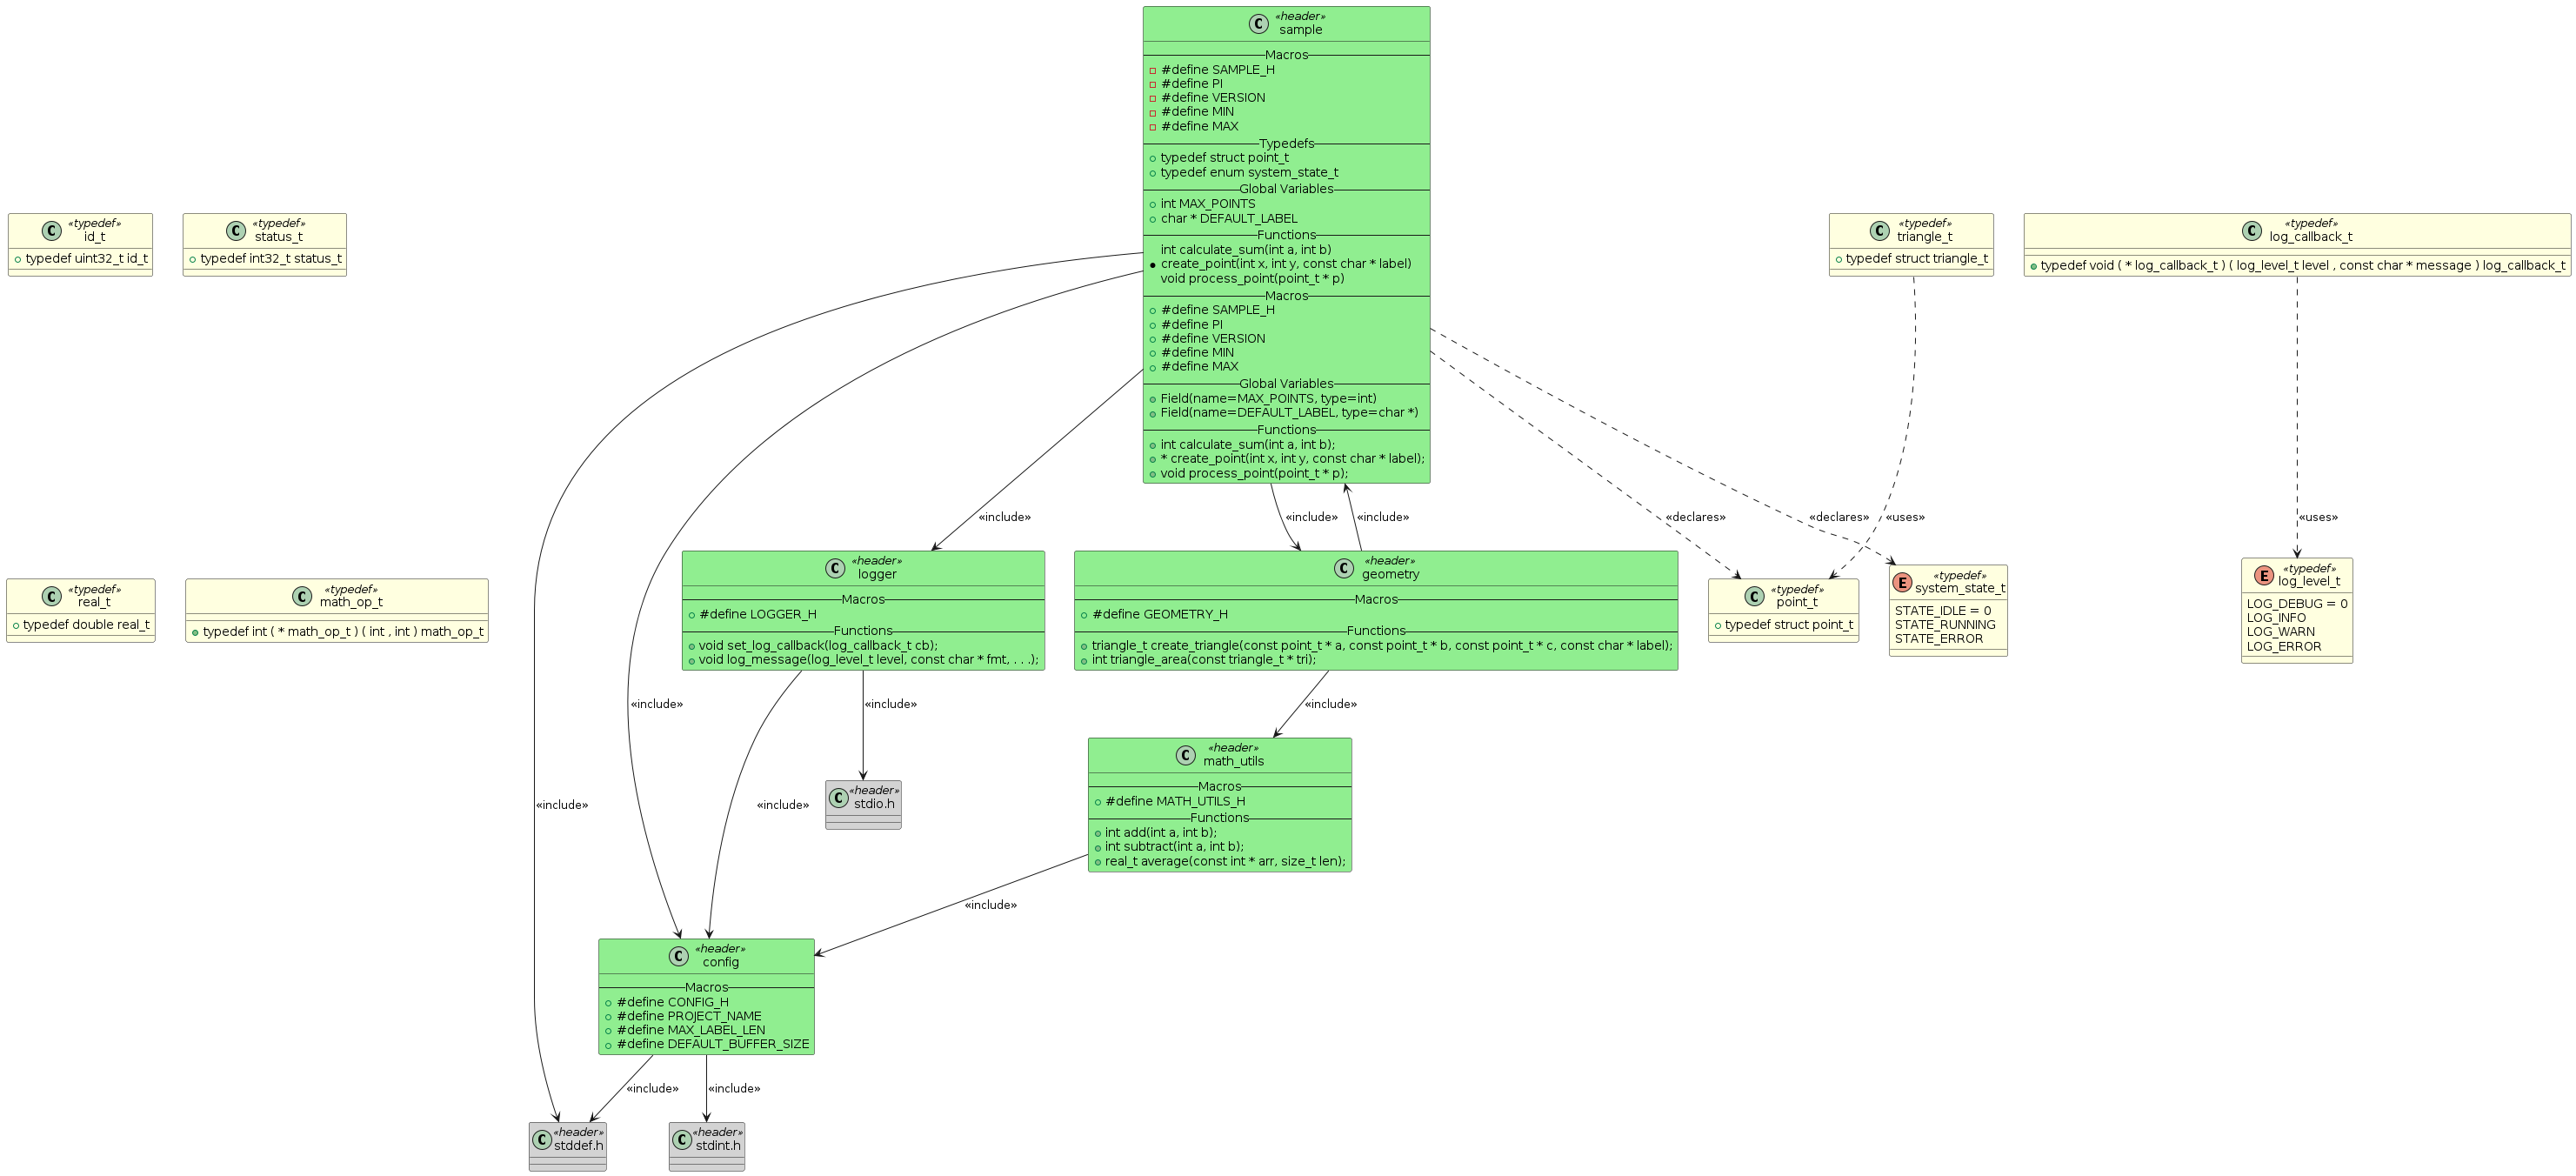 C
«header»
sample
Macros
#define SAMPLE_H
#define PI
#define VERSION
#define MIN
#define MAX
Typedefs
typedef struct point_t
typedef enum system_state_t
Global Variables
int MAX_POINTS
char * DEFAULT_LABEL
Functions
int calculate_sum(int a, int b)
create_point(int x, int y, const char * label)
void process_point(point_t * p)
Macros
#define SAMPLE_H
#define PI
#define VERSION
#define MIN
#define MAX
Global Variables
Field(name=MAX_POINTS, type=int)
Field(name=DEFAULT_LABEL, type=char *)
Functions
int calculate_sum(int a, int b);
* create_point(int x, int y, const char * label);
void process_point(point_t * p);
C
«typedef»
id_t
typedef uint32_t id_t
C
«typedef»
status_t
typedef int32_t status_t
C
«typedef»
triangle_t
typedef struct triangle_t
C
«typedef»
log_callback_t
typedef void ( * log_callback_t ) ( log_level_t level , const char * message ) log_callback_t
«include»
«include»
«include»
«declares»
«declares»
«uses»
«uses»
C
«typedef»
real_t
typedef double real_t
C
«typedef»
math_op_t
typedef int ( * math_op_t ) ( int , int ) math_op_t
C
«header»
logger
Macros
#define LOGGER_H
Functions
void set_log_callback(log_callback_t cb);
void log_message(log_level_t level, const char * fmt, . . .);
C
«header»
geometry
Macros
#define GEOMETRY_H
Functions
triangle_t create_triangle(const point_t * a, const point_t * b, const point_t * c, const char * label);
int triangle_area(const triangle_t * tri);
C
«typedef»
point_t
typedef struct point_t
E
«typedef»
system_state_t
STATE_IDLE = 0
STATE_RUNNING
STATE_ERROR
E
«typedef»
log_level_t
LOG_DEBUG = 0
LOG_INFO
LOG_WARN
LOG_ERROR
«include»
«include»
«include»
C
«header»
math_utils
Macros
#define MATH_UTILS_H
Functions
int add(int a, int b);
int subtract(int a, int b);
real_t average(const int * arr, size_t len);
C
«header»
stdio.h
«include»
«include»
«include»
C
«header»
config
Macros
#define CONFIG_H
#define PROJECT_NAME
#define MAX_LABEL_LEN
#define DEFAULT_BUFFER_SIZE
«include»
«include»
C
«header»
stddef.h
C
«header»
stdint.h